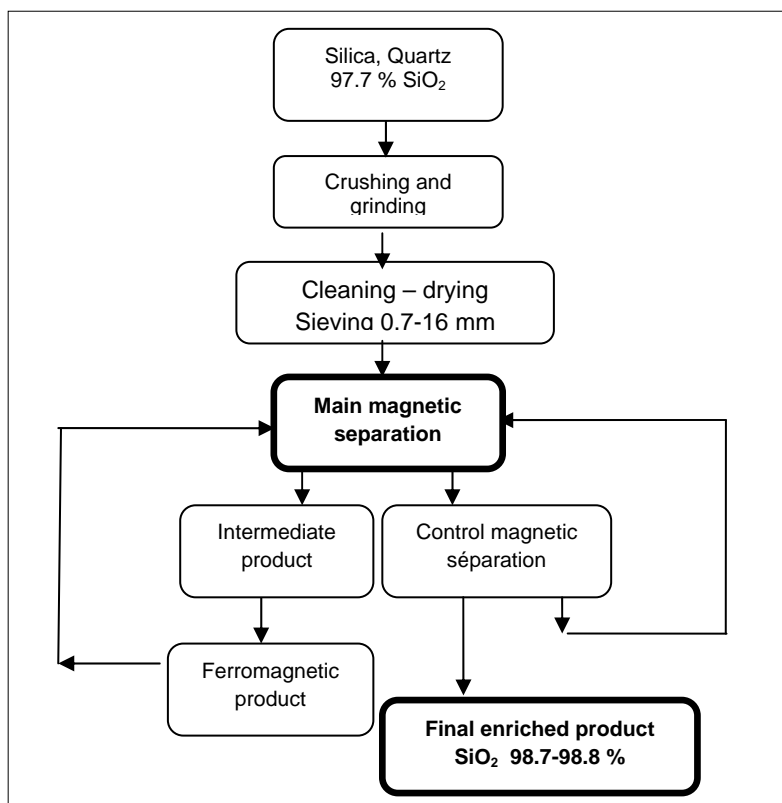 Silica, Quartz
97.7 % SiO₂
Crushing and
grinding
Cleaning – drying
Sieving 0.7-16 mm
Main magnetic
separation
Intermediate
product
Control magnetic
séparation
Ferromagnetic
product
Final enriched product
SiO₂ 98.7-98.8 %